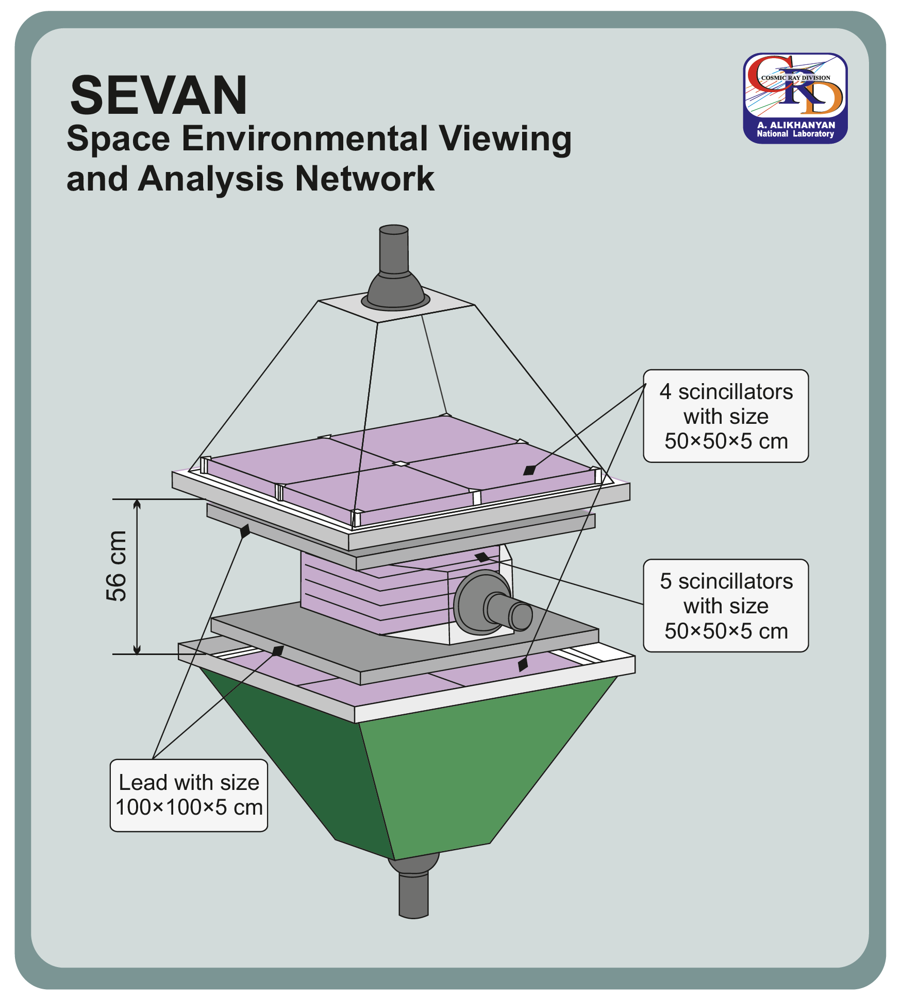 SEVAN
Space Environmental Viewing
and Analysis Network
CRD
COSMIC RAY DIVISION
A. ALIKHANYAN
National Laboratory
4 scincillators
with size
50×50×5 cm
56 cm
5 scincillators
with size
50×50×5 cm
Lead with size
100×100×5 cm